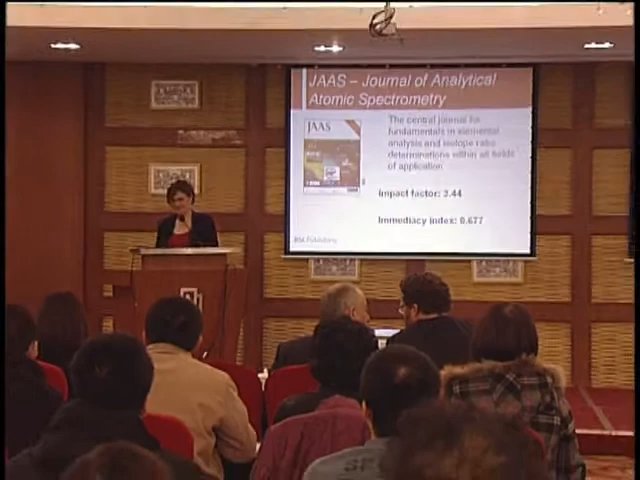 JAAS – Journal of Analytical
Atomic Spectrometry
JAAS
The central journal for
fundamentals in elemental
analysis and isotope ratio
determinations within all fields
of application
Impact factor: 3.44
Immediacy index: 0.677
RSC Publishing